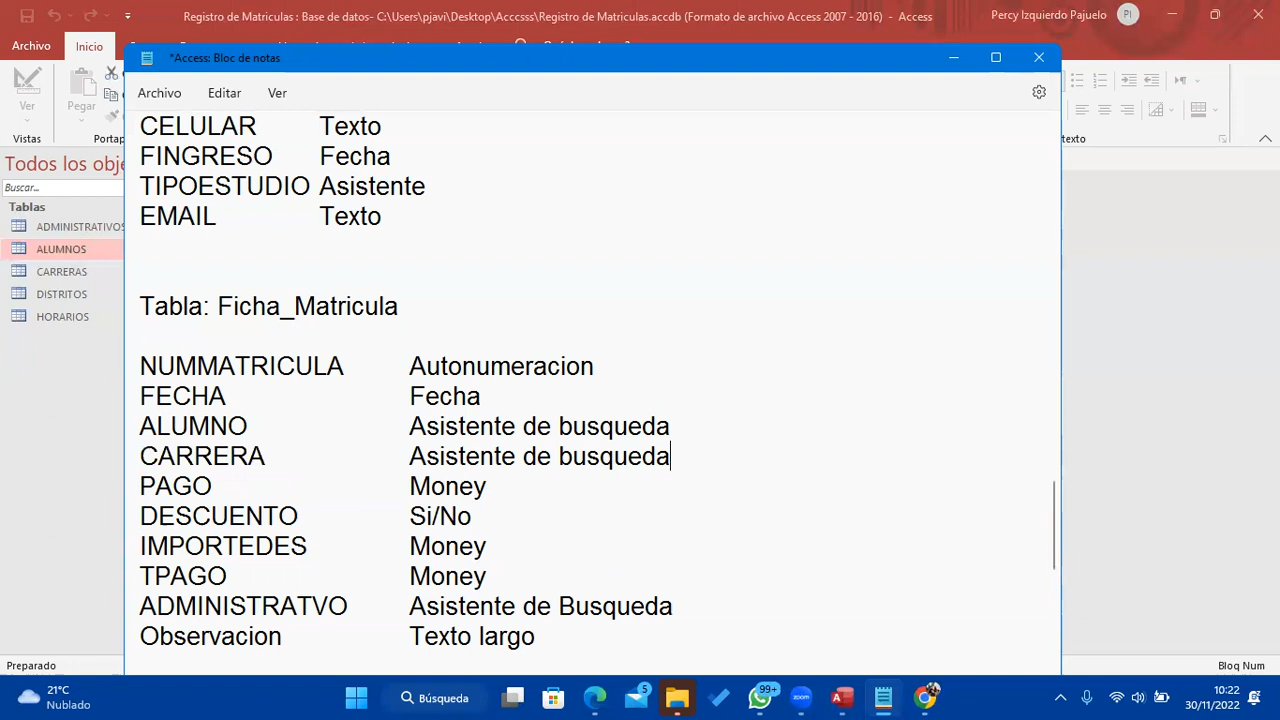 Registro de Matriculas : Base de datos- C:\Users\pjavi\Desktop\Acccsss\Registro de Matriculas.accdb (Formato de archivo Access 2007 - 2016) - Access
Percy Izquierdo Pajuelo
PI
Archivo
Inicio
*Access: Bloc de notas
Archivo
Editar
Ver
Ver
Pegar
Vistas
Portap
texto
Todos los obje
Buscar...
Tablas
ADMINISTRATIVOS
ALUMNOS
CARRERAS
DISTRITOS
HORARIOS
CELULAR Texto
FINGRESO Fecha
TIPOESTUDIO Asistente
EMAIL Texto
Tabla: Ficha_Matricula
NUMMATRICULA Autonumeracion
FECHA Fecha
ALUMNO Asistente de busqueda
CARRERA Asistente de busqueda
PAGO Money
DESCUENTO Si/No
IMPORTEDES Money
TPAGO Money
ADMINISTRATVO Asistente de Busqueda
Observacion Texto largo
Preparado
Bloq Num
21°C
Nublado
Búsqueda
5
99+
zoom
10:22
30/11/2022